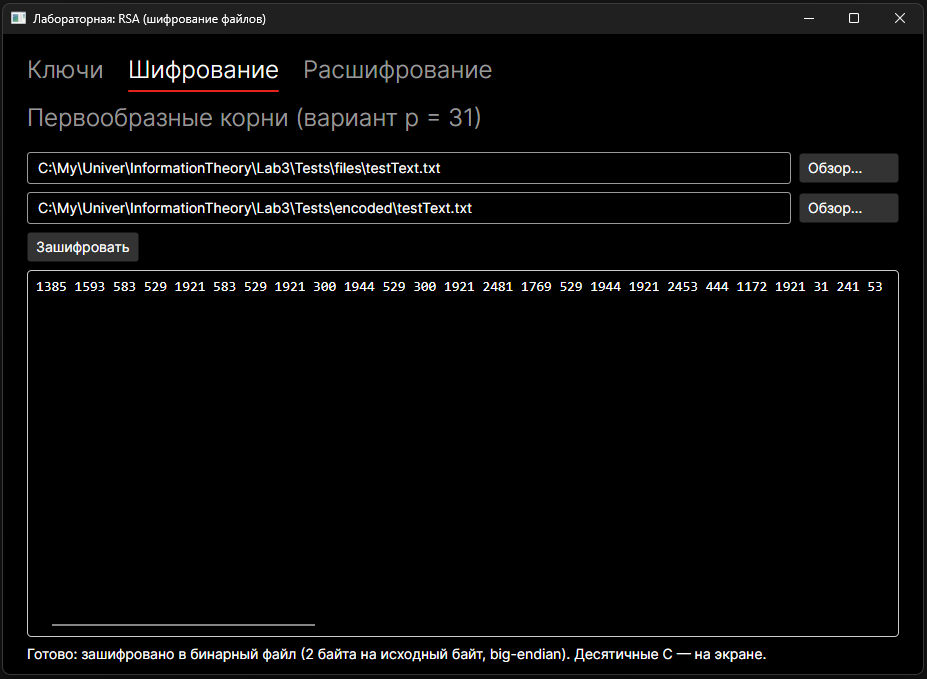 Лабораторная: RSA (шифрование файлов)
Ключи Шифрование Расшифрование
Первообразные корни (вариант p = 31)
C:\My\Univer\InformationTheory\Lab3\Tests\files\testText.txt Обзор...
C:\My\Univer\InformationTheory\Lab3\Tests\encoded\testText.txt Обзор...
Зашифровать
1385 1593 583 529 1921 583 529 1921 300 1944 529 300 1921 2481 1769 529 1944 1921 2453 444 1172 1921 31 241 53
Готово: зашифровано в бинарный файл (2 байта на исходный байт, big-endian). Десятичные C — на экране.